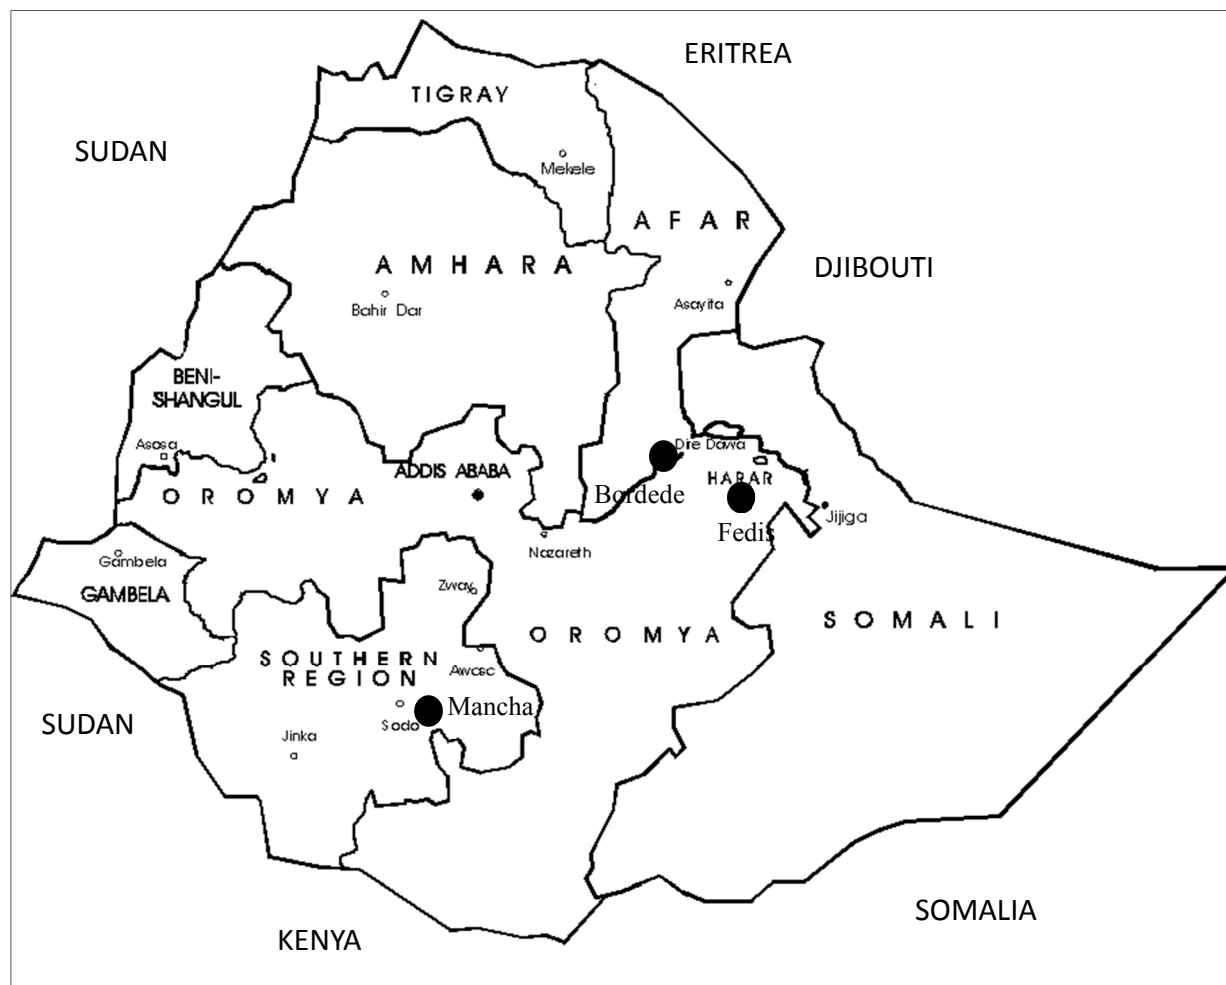 ERITREA
TIGRAY
SUDAN
Mekele
AFAR
AMHARA
DJIBOUTI
Bahir Dar
Asayita
BENI-
SHANGUL
Asosa
Dire Dawa
ADDIS ABABA
HARAR
OROMYA
Bordede
Jijiga
Fedis
Nazareth
Gambela
GAMBELA
Zway
SOMALI
OROMYA
SOUTHERN
REGION
Awasa
Mancha
Sodo
SUDAN
Jinka
SOMALIA
KENYA